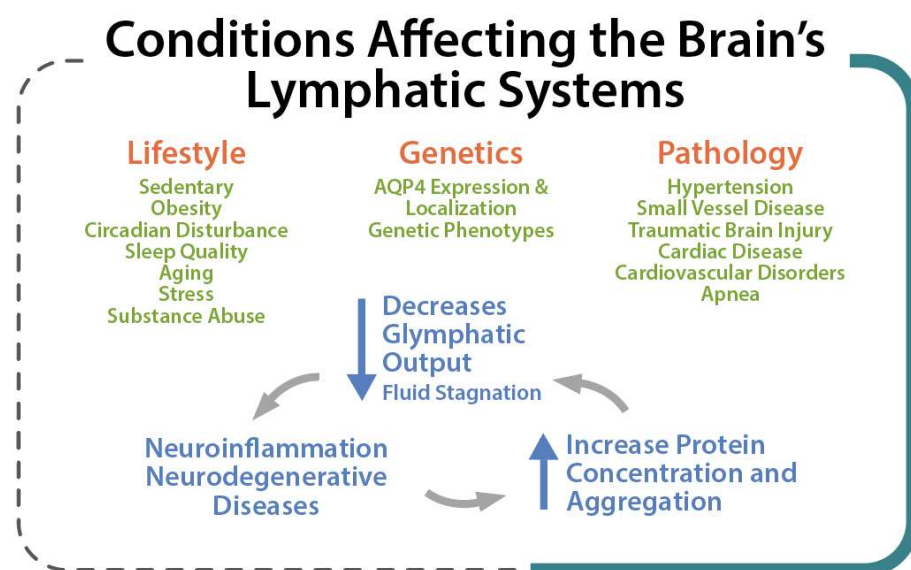 Conditions Affecting the Brain’s
Lymphatic Systems
Lifestyle
Sedentary
Obesity
Circadian Disturbance
Sleep Quality
Aging
Stress
Substance Abuse
Genetics
AQP4 Expression &
Localization
Genetic Phenotypes
Pathology
Hypertension
Small Vessel Disease
Traumatic Brain Injury
Cardiac Disease
Cardiovascular Disorders
Apnea
Decreases
Glymphatic
Output
Fluid Stagnation
Neuroinflammation
Neurodegenerative
Diseases
Increase Protein
Concentration and
Aggregation